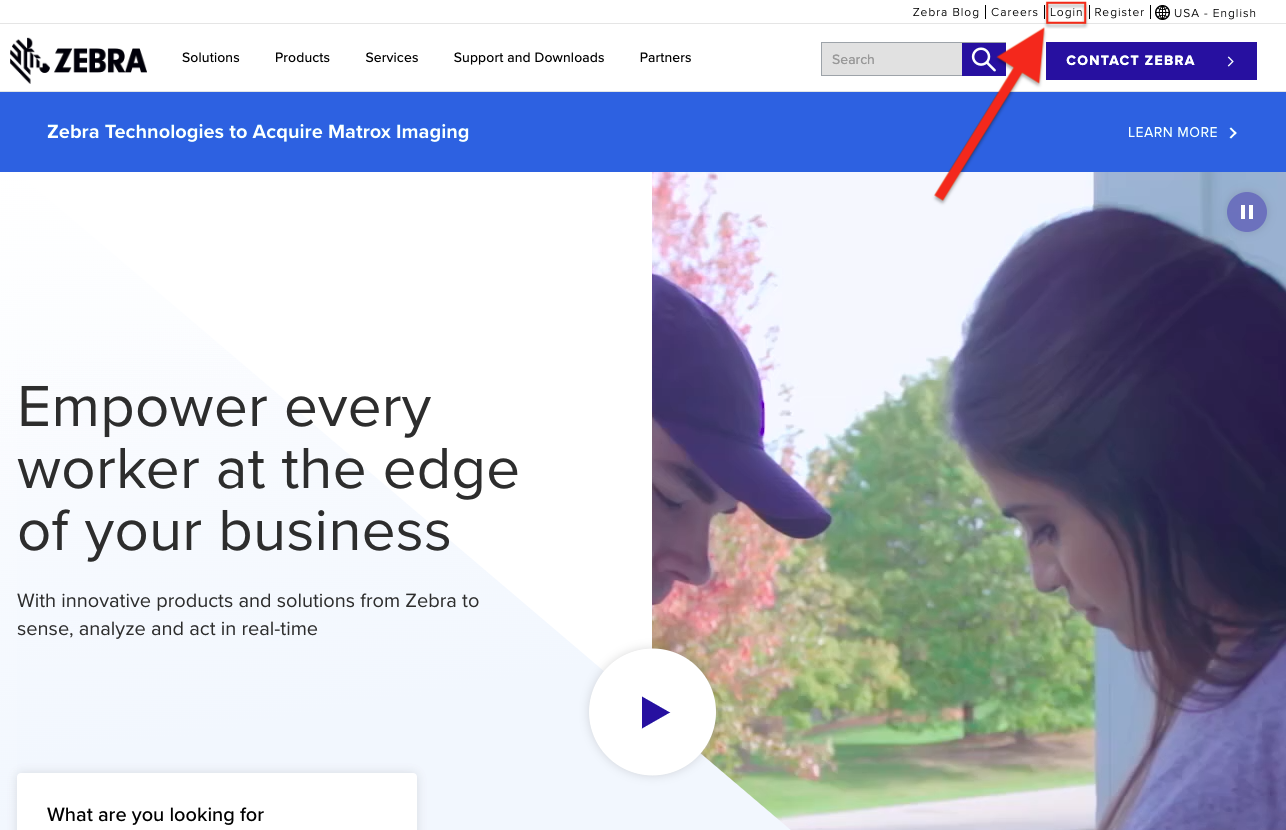 Zebra Blog | Careers | Login | Register | USA - English
ZEBRA
Solutions Products Services Support and Downloads Partners
Search
CONTACT ZEBRA
Zebra Technologies to Acquire Matrox Imaging
LEARN MORE
Empower every
worker at the edge
of your business
With innovative products and solutions from Zebra to
sense, analyze and act in real-time
What are you looking for